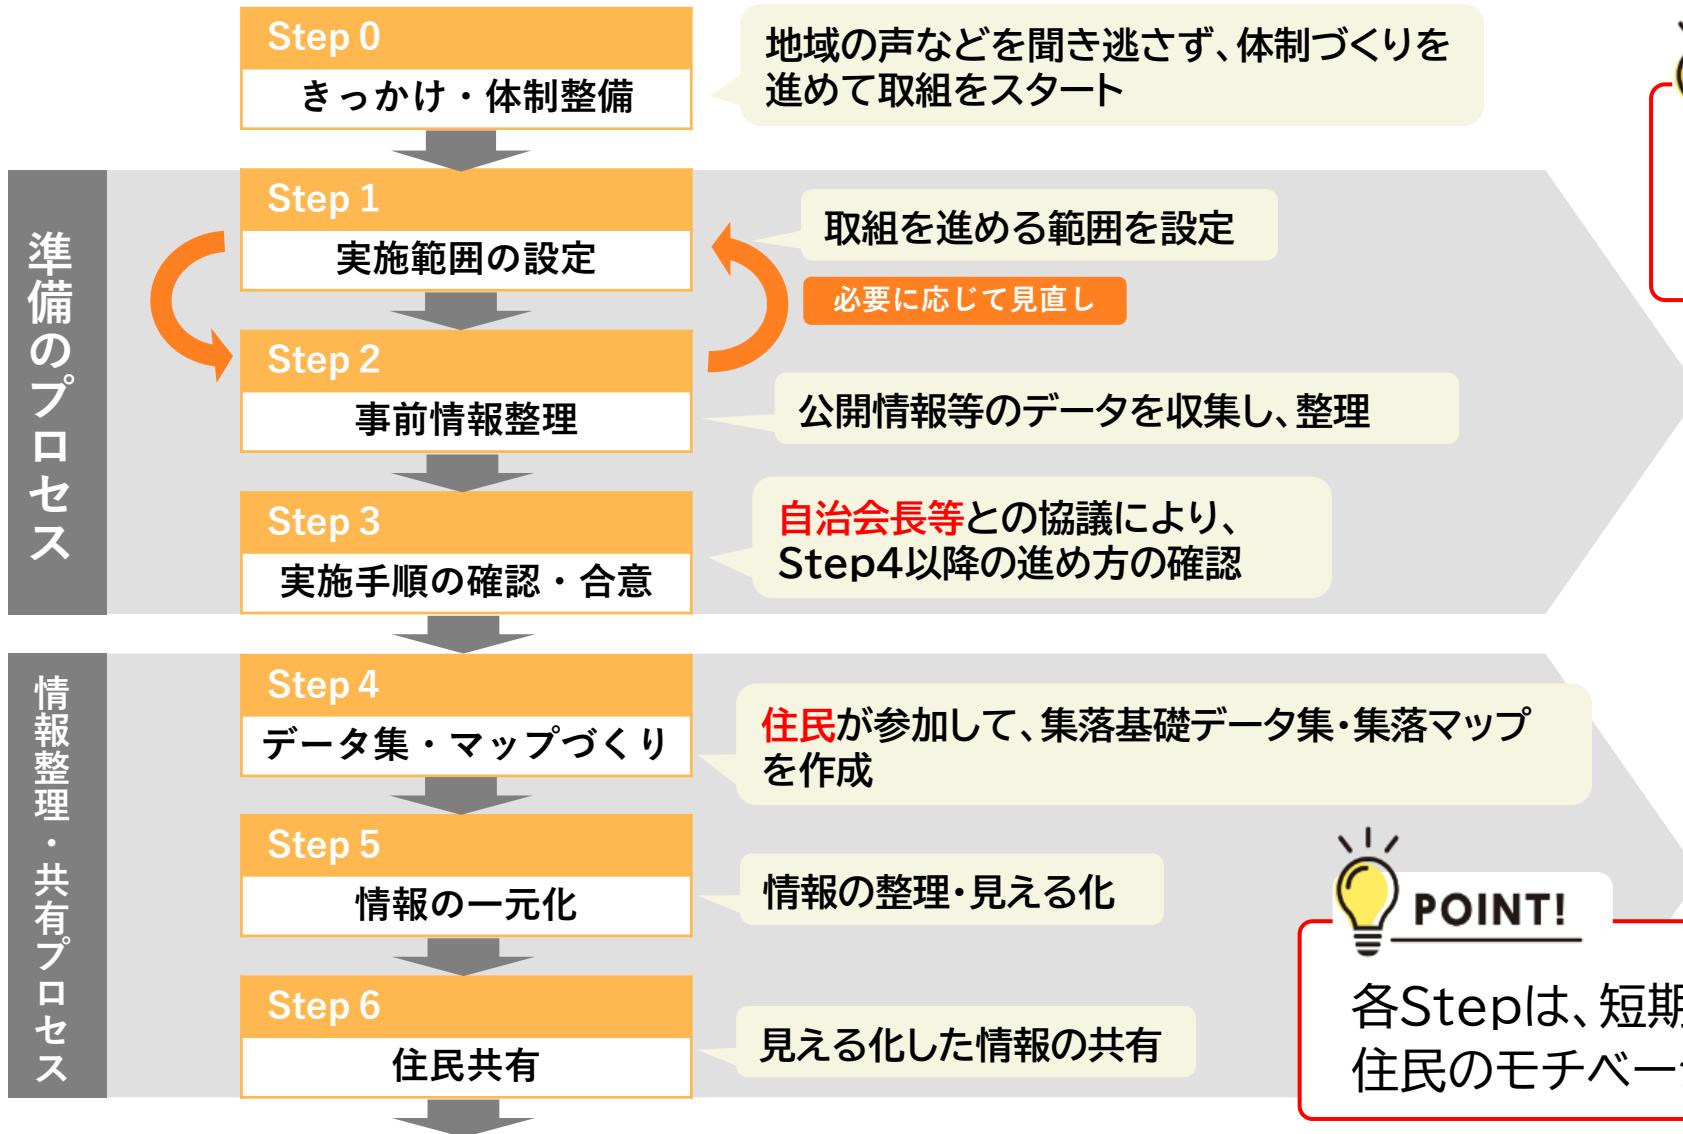 Step 0
きっかけ・体制整備
地域の声などを聞き逃さず、体制づくりを
進めて取組をスタート
準備のプロセス
Step 1
実施範囲の設定
取組を進める範囲を設定
必要に応じて見直し
Step 2
事前情報整理
公開情報等のデータを収集し、整理
Step 3
実施手順の確認・合意
自治会長等との協議により、
Step4以降の進め方の確認
情報整理・共有プロセス
Step 4
データ集・マップづくり
住民が参加して、集落基礎データ集・集落マップ
を作成
Step 5
情報の一元化
情報の整理・見える化
Step 6
住民共有
見える化した情報の共有
POINT!
各Stepは、短期
住民のモチベー